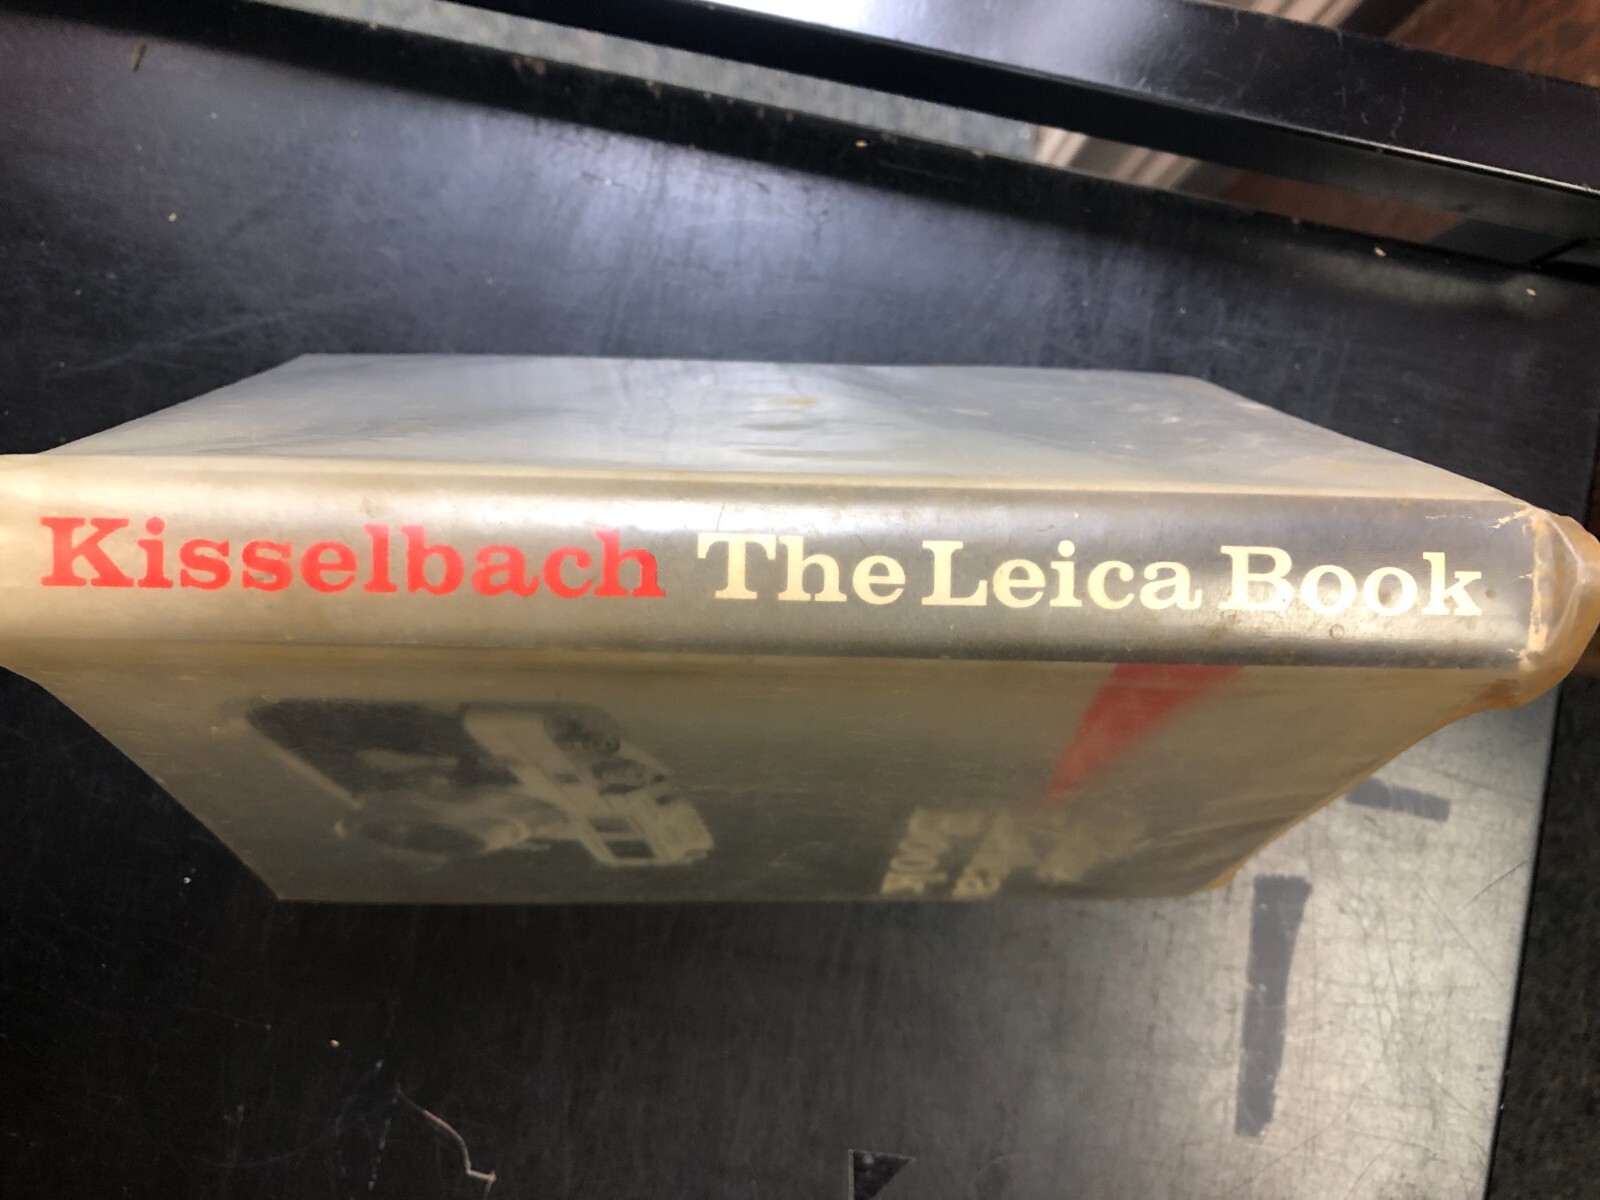 Kisselbach The Leica Book